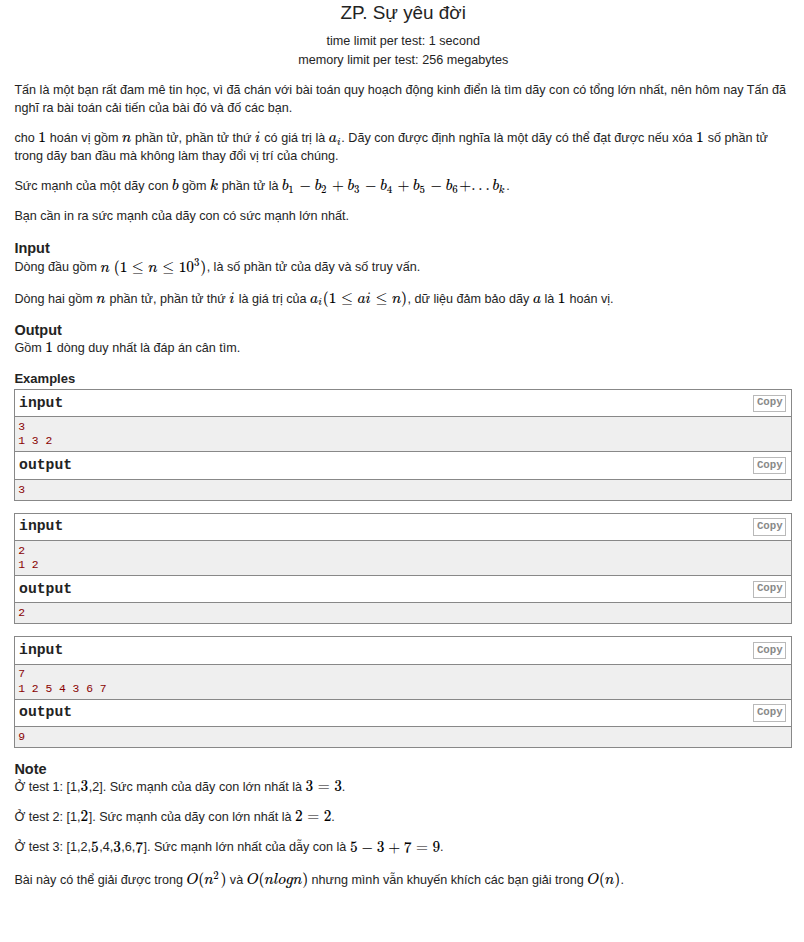 ZP. Sự yêu đời
time limit per test: 1 second
memory limit per test: 256 megabytes
Tấn là một bạn rất đam mê tin học, vì đã chán với bài toán quy hoạch động kinh điển là tìm dãy con có tổng lớn nhất, nên hôm nay Tấn đã
nghĩ ra bài toán cải tiến của bài đó và đố các bạn.
cho 1 hoán vị gồm n phần tử, phần tử thứ i có giá trị là a_i. Dãy con được định nghĩa là một dãy có thể đạt được nếu xóa 1 số phần tử
trong dãy ban đầu mà không làm thay đổi vị trí của chúng.
Sức mạnh của một dãy con b gồm k phần tử là b_1 − b_2 + b_3 − b_4 + b_5 − b_6+. . . b_k.
Bạn cần in ra sức mạnh của dãy con có sức mạnh lớn nhất.
Input
Dòng đầu gồm n (1 ≤ n ≤ 10^3), là số phần tử của dãy và số truy vấn.
Dòng hai gồm n phần tử, phần tử thứ i là giá trị của a_i(1 ≤ ai ≤ n), dữ liệu đảm bảo dãy a là 1 hoán vị.
Output
Gồm 1 dòng duy nhất là đáp án cần tìm.
Examples
input Copy
3
1 3 2
output Copy
3
input Copy
2
1 2
output Copy
2
input Copy
7
1 2 5 4 3 6 7
output Copy
9
Note
Ở test 1: [1,3,2]. Sức mạnh của dãy con lớn nhất là 3 = 3.
Ở test 2: [1,2]. Sức mạnh của dãy con lớn nhất là 2 = 2.
Ở test 3: [1,2,5,4,3,6,7]. Sức mạnh lớn nhất của dẫy con là 5 − 3 + 7 = 9.
Bài này có thể giải được trong O(n^2) và O(nlogn) nhưng mình vẫn khuyến khích các bạn giải trong O(n).